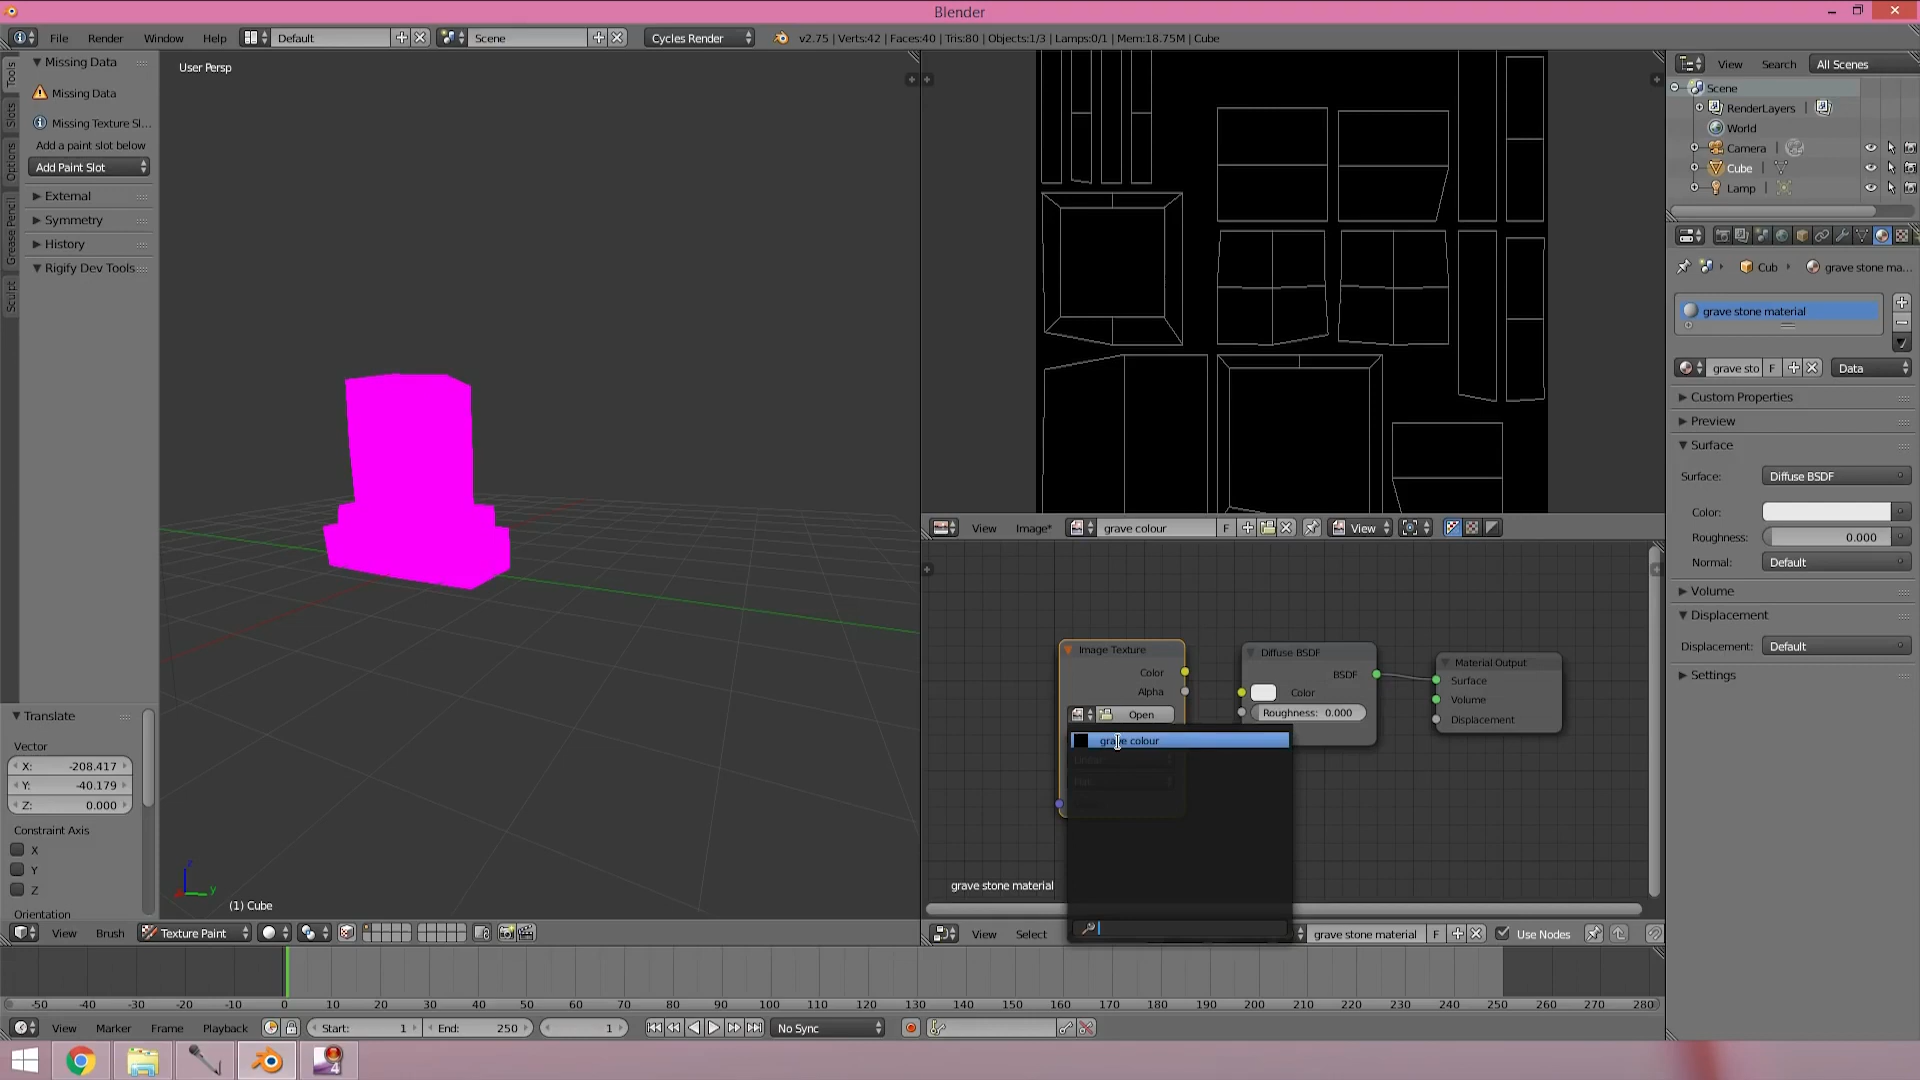 Blender
File Render Window Help Default Scene Cycles Render v2.75 | Verts:42 | Faces:40 | Tris:80 | Objects:1/3 | Lamps:0/1 | Mem:18.75M | Cube
Tools
Slots
Options
Grease Pencil
Sculpt
Missing Data
Missing Data
Missing Texture Sl...
Add a paint slot below
Add Paint Slot
External
Symmetry
History
Rigify Dev Tools
Translate
Vector
X: -208.417
Y: -40.179
Z: 0.000
Constraint Axis
X
Y
Z
Orientation
User Persp
z
y
(1) Cube
View Brush Texture Paint
View Image* grave colour F View
Image Texture
Color
Alpha
Open
grave colour
Linear
Flat
Diffuse BSDF
BSDF
Color
Roughness: 0.000
Material Output
Surface
Volume
Displacement
grave stone material
View Select grave stone material F Use Nodes
View Search All Scenes
Scene
RenderLayers |
World
Camera |
Cube |
Lamp |
Cub grave stone ma...
grave stone material
grave sto F Data
Custom Properties
Preview
Surface
Surface: Diffuse BSDF
Color:
Roughness: 0.000
Normal: Default
Volume
Displacement
Displacement: Default
Settings
-50 -40 -30 -20 -10 0 10 20 30 40 50 60 70 80 90 100 110 120 130 140 150 160 170 180 190 200 210 220 230 240 250 260 270 280
View Marker Frame Playback Start: 1 End: 250 1 No Sync
4